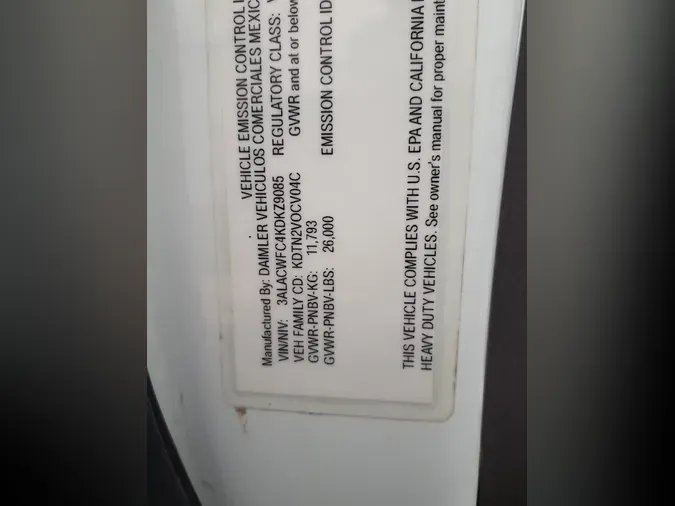 VEHICLE EMISSION CONTROL
Manufactured By: DAIMLER VEHICULOS COMERCIALES MEXIC
VIN/NIV: 3ALACWFC4KDKZ9085 REGULATORY CLASS:
VEH FAMILY CD: KDTN2VOCV04C GVWR and at or below
GVWR-PNBV-KG: 11,793
GVWR-PNBV-LBS: 26,000 EMISSION CONTROL ID
THIS VEHICLE COMPLIES WITH U.S. EPA AND CALIFORNIA
HEAVY DUTY VEHICLES. See owner's manual for proper maint